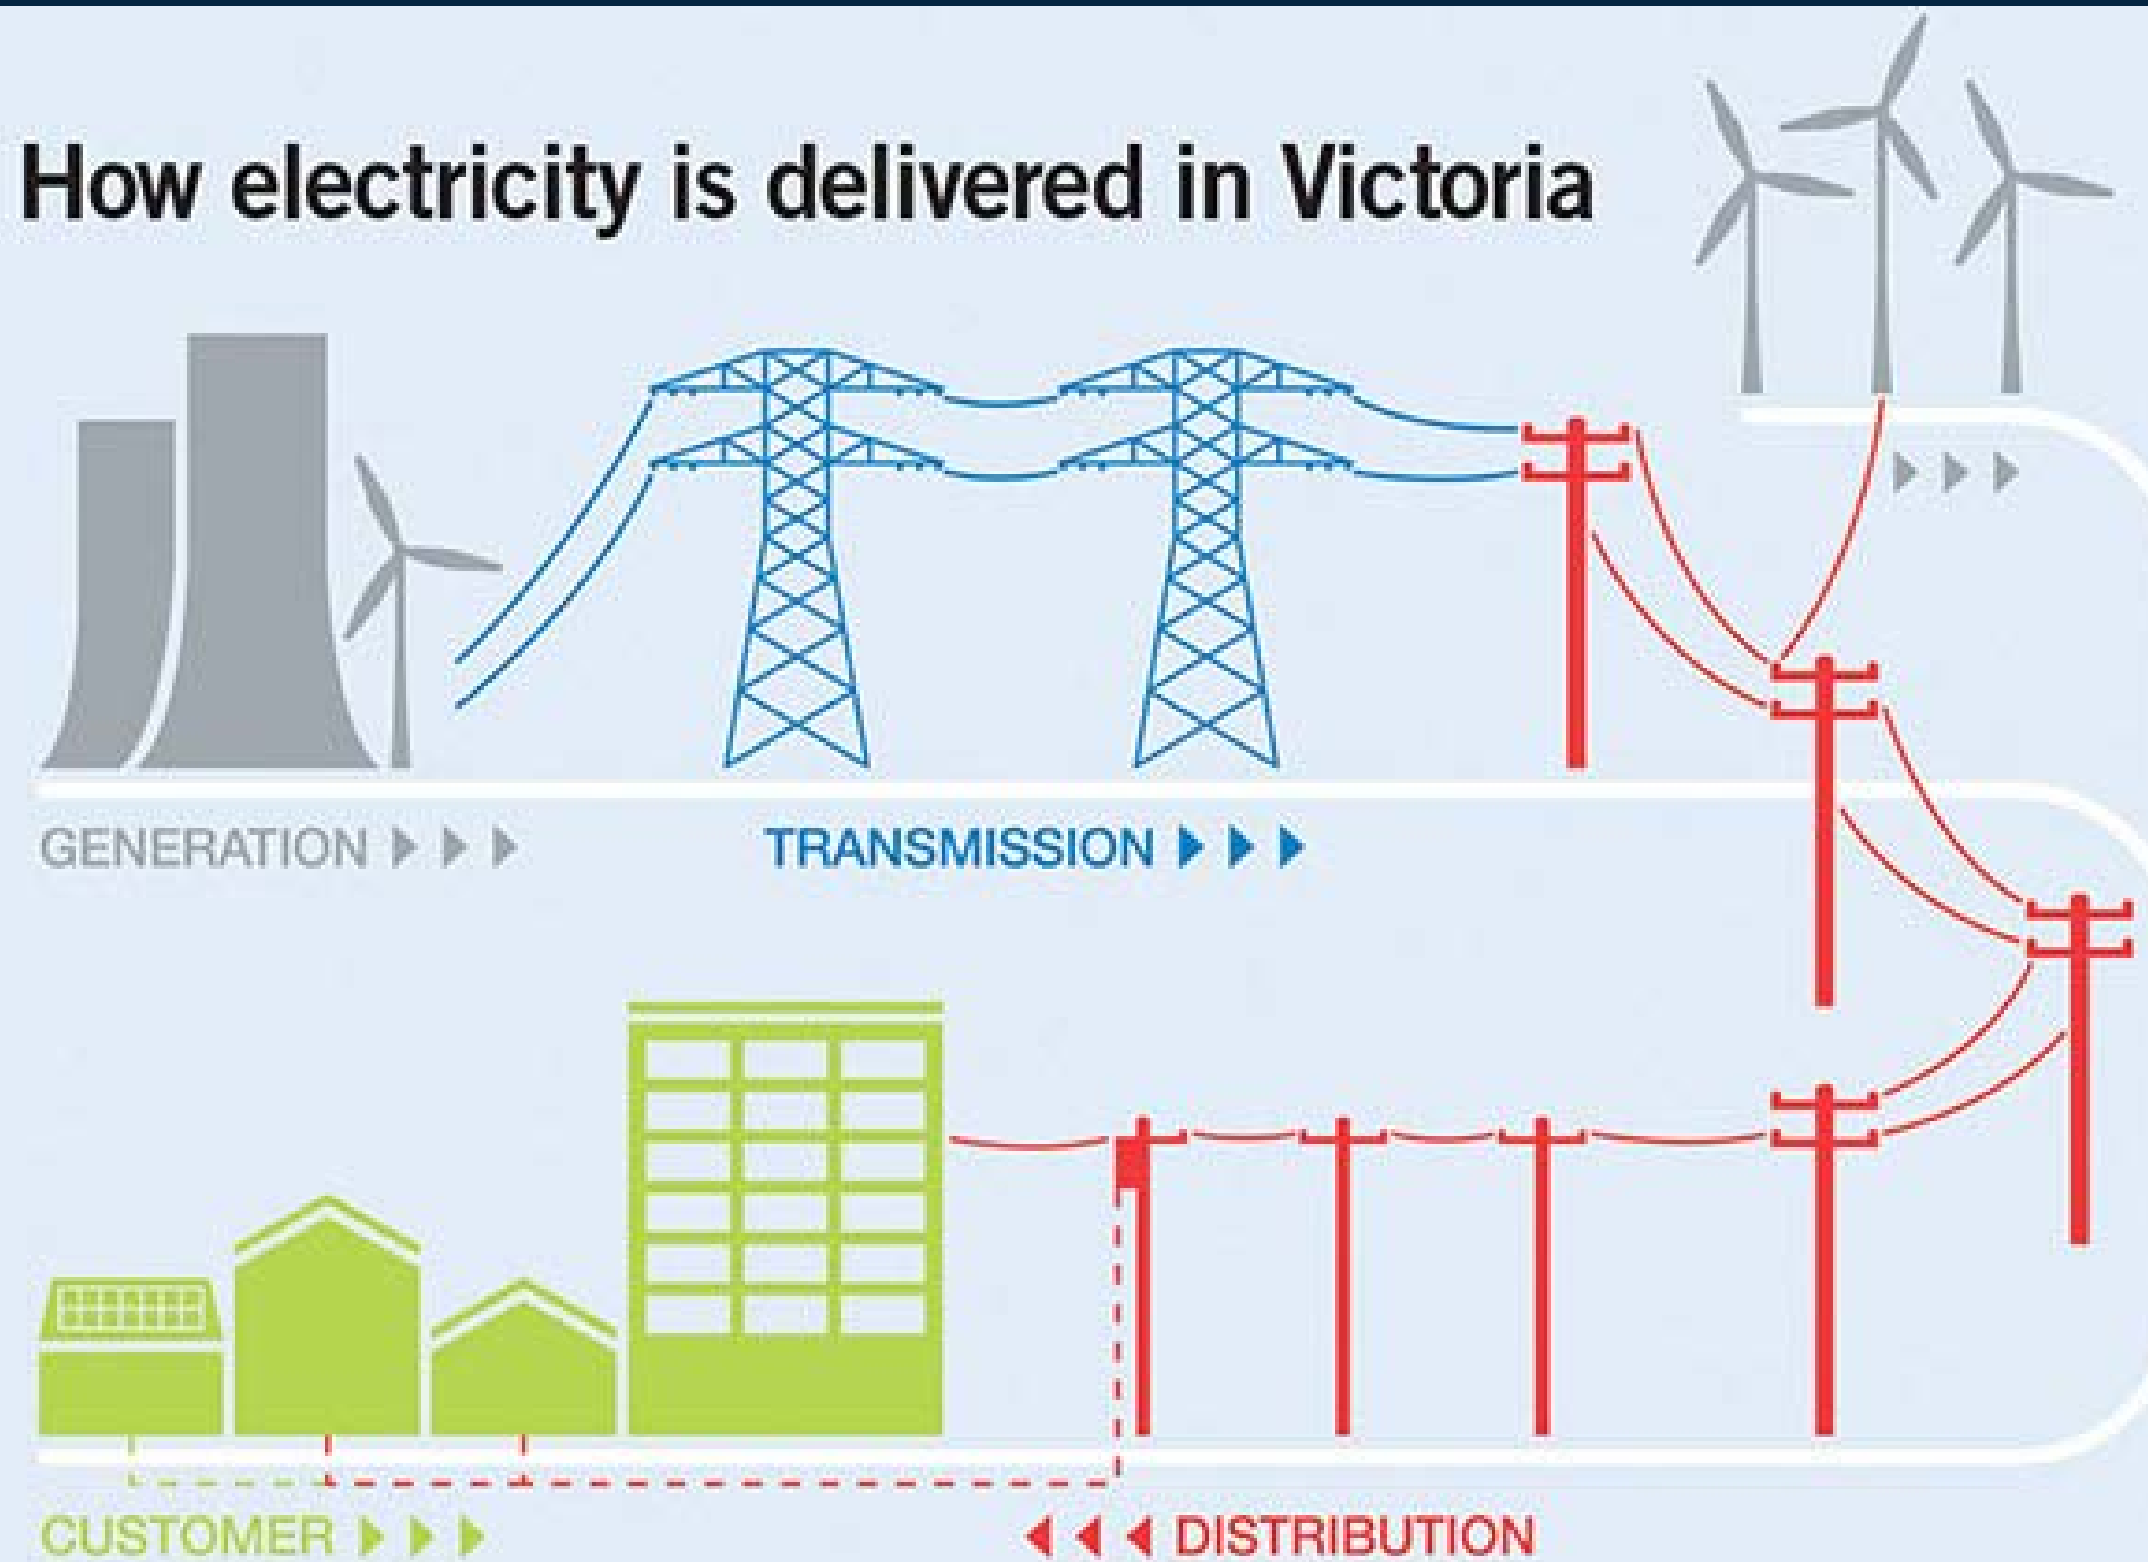 How electricity is delivered in Victoria
GENERATION
TRANSMISSION
CUSTOMER
DISTRIBUTION